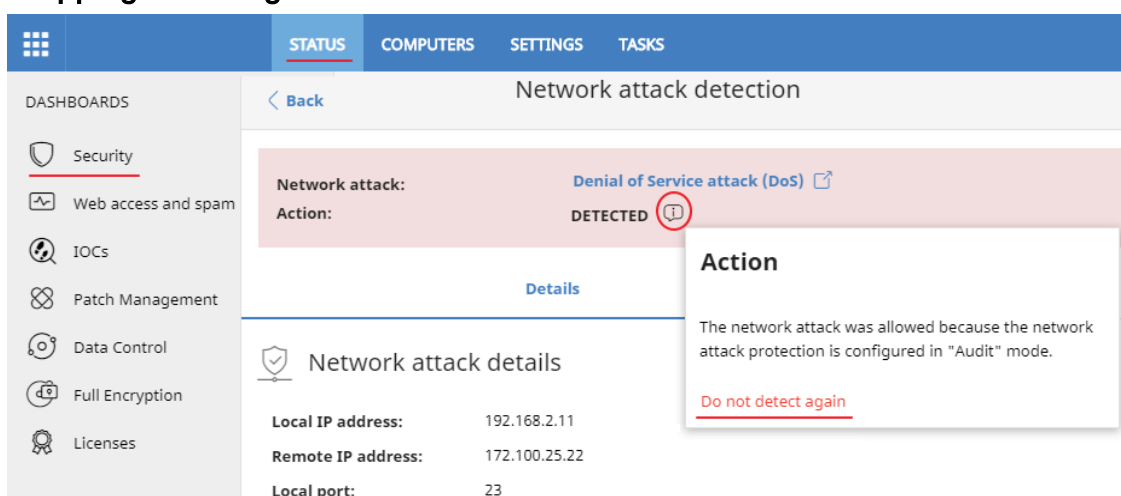 STATUS COMPUTERS SETTINGS TASKS
DASHBOARDS
Security
Web access and spam
IOCs
Patch Management
Data Control
Full Encryption
Licenses
Back
Network attack detection
Network attack: Denial of Service attack (DoS)
Action: DETECTED
Details
Action
The network attack was allowed because the network
attack protection is configured in "Audit" mode.
Do not detect again
Network attack details
Local IP address: 192.168.2.11
Remote IP address: 172.100.25.22
Local port: 23